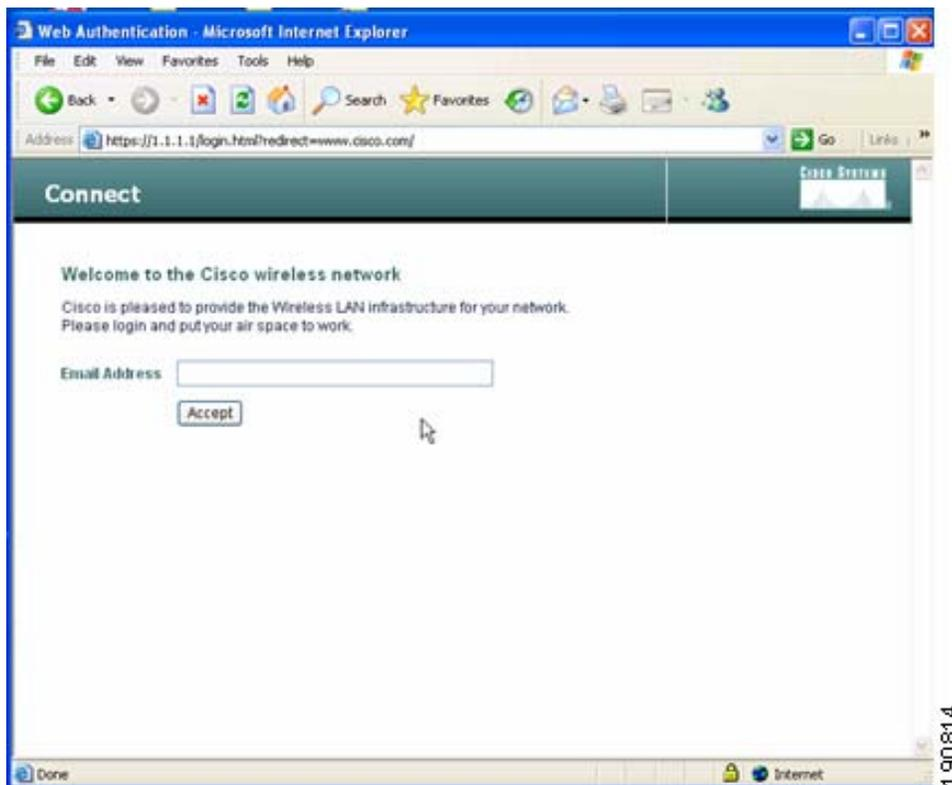 Web Authentication - Microsoft Internet Explorer
File Edit View Favorites Tools Help
Back Search Favorites
Address https://1.1.1.1/login.html?redirect=www.cisco.com/ Go Links »
Connect
CISCO SYSTEMS
Welcome to the Cisco wireless network
Cisco is pleased to provide the Wireless LAN infrastructure for your network.
Please login and put your air space to work.
Email Address
Accept
Done Internet
190814